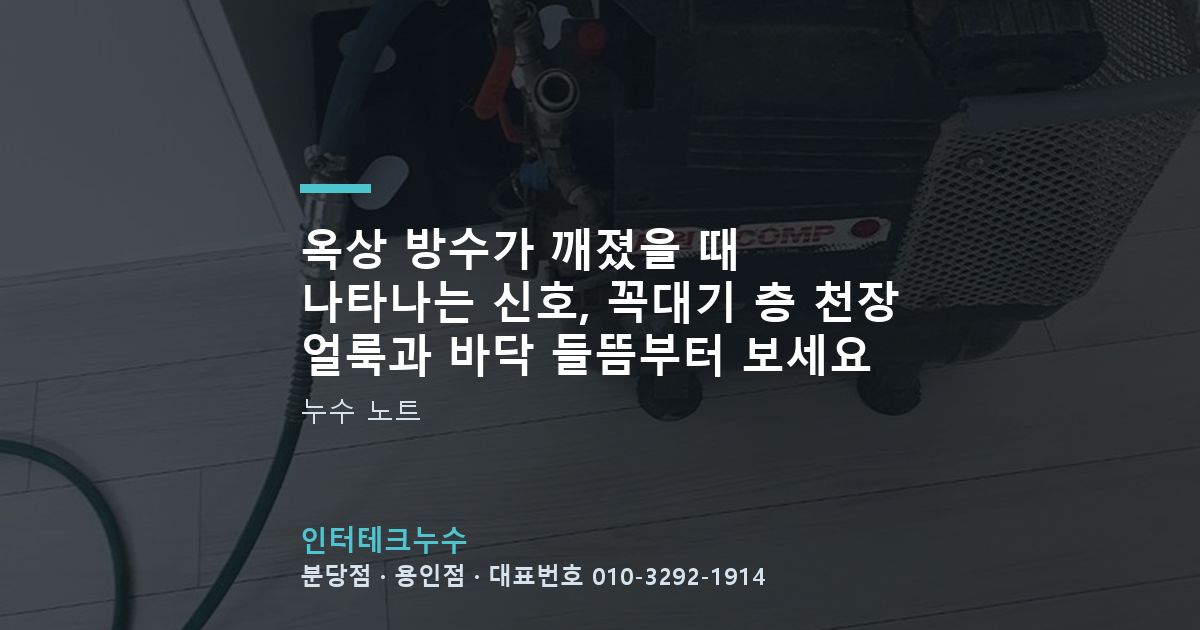 옥상 방수가 깨졌을 때
나타나는 신호, 꼭대기 층 천장
얼룩과 바닥 들뜸부터 보세요
누수 노트
인터테크누수
분당점 · 용인점 · 대표번호 010-3292-1914